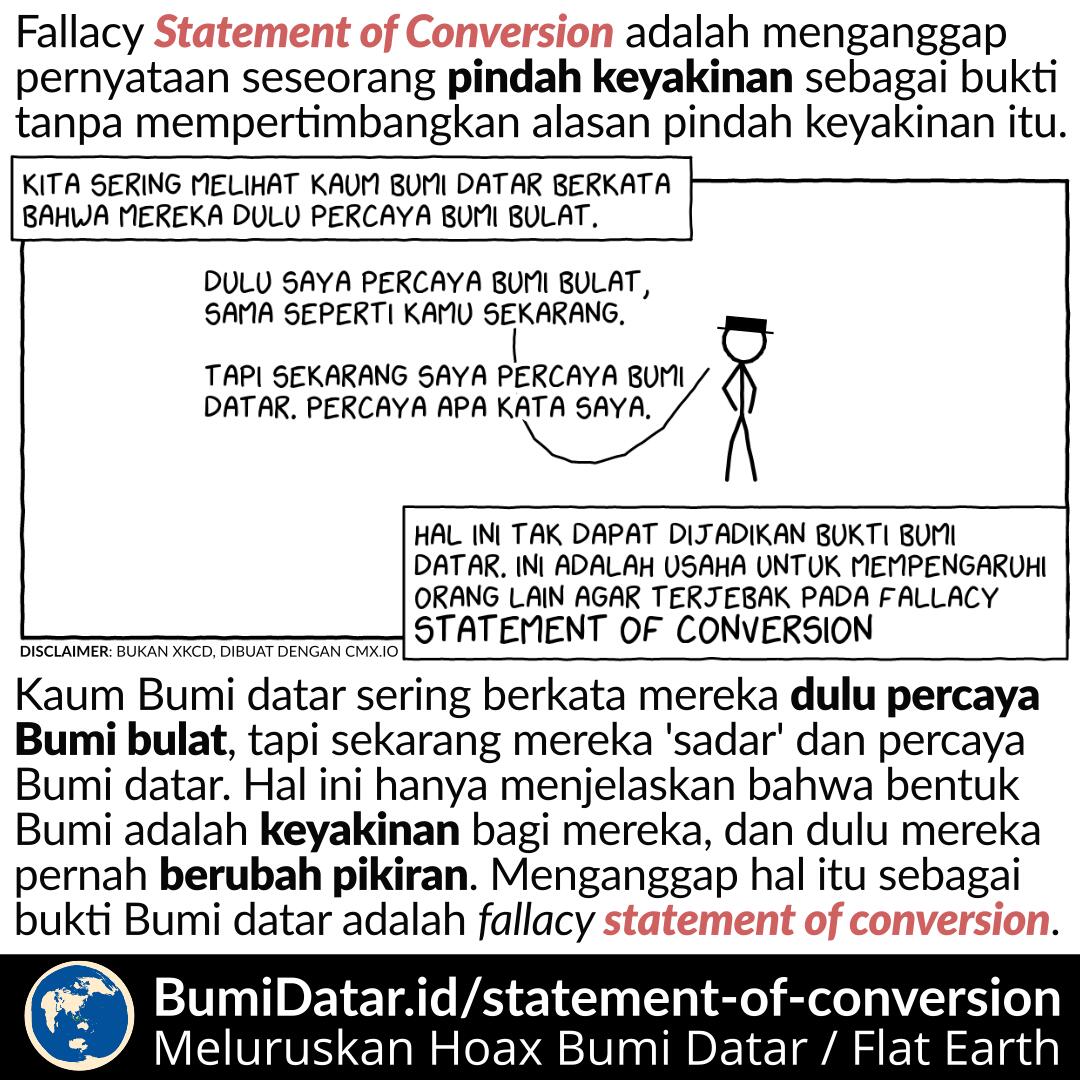 Fallacy Statement of Conversion adalah menganggap
pernyataan seseorang pindah keyakinan sebagai bukti
tanpa mempertimbangkan alasan pindah keyakinan itu.
KITA SERING MELIHAT KAUM BUMI DATAR BERKATA
BAHWA MEREKA DULU PERCAYA BUMI BULAT.
DULU SAYA PERCAYA BUMI BULAT,
SAMA SEPERTI KAMU SEKARANG.
TAPI SEKARANG SAYA PERCAYA BUMI
DATAR. PERCAYA APA KATA SAYA.
HAL INI TAK DAPAT DIJADIKAN BUKTI BUMI
DATAR. INI ADALAH USAHA UNTUK MEMPENGARUHI
ORANG LAIN AGAR TERJEBAK PADA FALLACY
STATEMENT OF CONVERSION
DISCLAIMER: BUKAN XKCD, DIBUAT DENGAN CMX.IO
Kaum Bumi datar sering berkata mereka dulu percaya
Bumi bulat, tapi sekarang mereka 'sadar' dan percaya
Bumi datar. Hal ini hanya menjelaskan bahwa bentuk
Bumi adalah keyakinan bagi mereka, dan dulu mereka
pernah berubah pikiran. Menganggap hal itu sebagai
bukti Bumi datar adalah fallacy statement of conversion.
BumiDatar.id/statement-of-conversion
Meluruskan Hoax Bumi Datar / Flat Earth